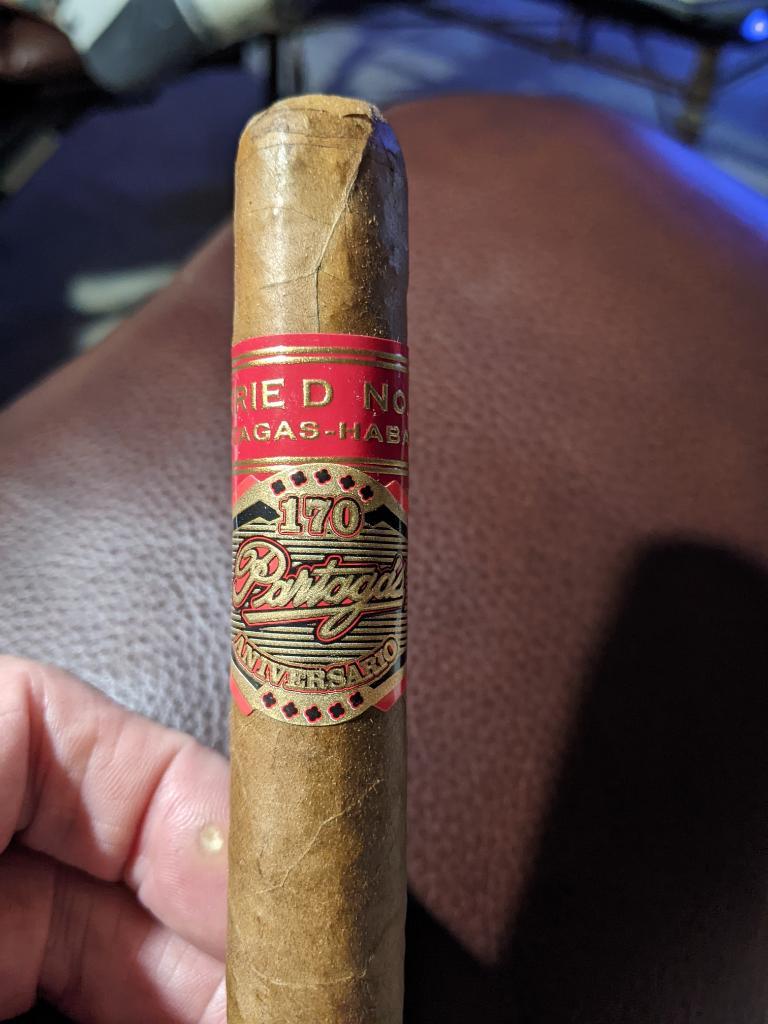 RIE D No.
AGAS-HABA
170
Partagás
ANIVERSARIO